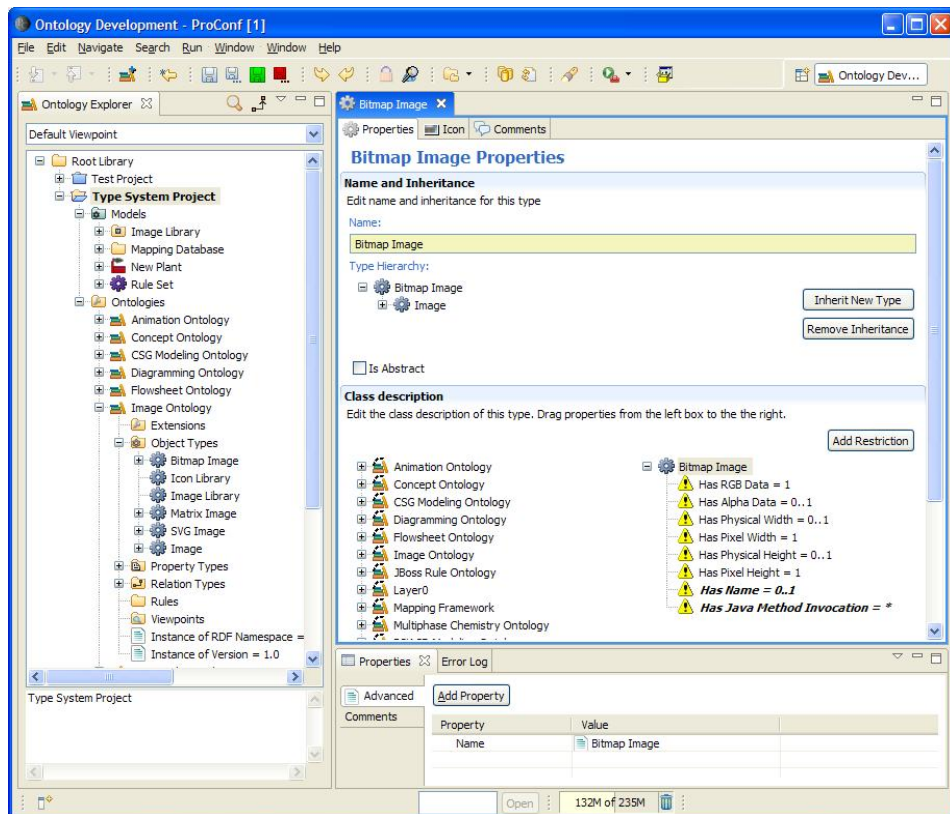 Ontology Development - ProConf [1]
File Edit Navigate Search Run Window Window Help
Ontology Dev...
Ontology Explorer
Default Viewpoint
Root Library
Test Project
Type System Project
Models
Image Library
Mapping Database
New Plant
Rule Set
Ontologies
Animation Ontology
Concept Ontology
CSG Modeling Ontology
Diagramming Ontology
Flowsheet Ontology
Image Ontology
Extensions
Object Types
Bitmap Image
Icon Library
Image Library
Matrix Image
SVG Image
Image
Property Types
Relation Types
Rules
Viewpoints
Instance of RDF Namespace =
Instance of Version = 1.0
Type System Project
Bitmap Image
Properties Icon Comments
Bitmap Image Properties
Name and Inheritance
Edit name and inheritance for this type
Name:
Bitmap Image
Type Hierarchy:
Bitmap Image
Image
Inherit New Type
Remove Inheritance
Is Abstract
Class description
Edit the class description of this type. Drag properties from the left box to the the right.
Add Restriction
Animation Ontology
Concept Ontology
CSG Modeling Ontology
Diagramming Ontology
Flowsheet Ontology
Image Ontology
JBoss Rule Ontology
Layer0
Mapping Framework
Multiphase Chemistry Ontology
Bitmap Image
Has RGB Data = 1
Has Alpha Data = 0..1
Has Physical Width = 0..1
Has Pixel Width = 1
Has Physical Height = 0..1
Has Pixel Height = 1
Has Name = 0..1
Has Java Method Invocation = *
Properties Error Log
Advanced
Comments
Add Property
Property Value
Name Bitmap Image
Open
132M of 235M